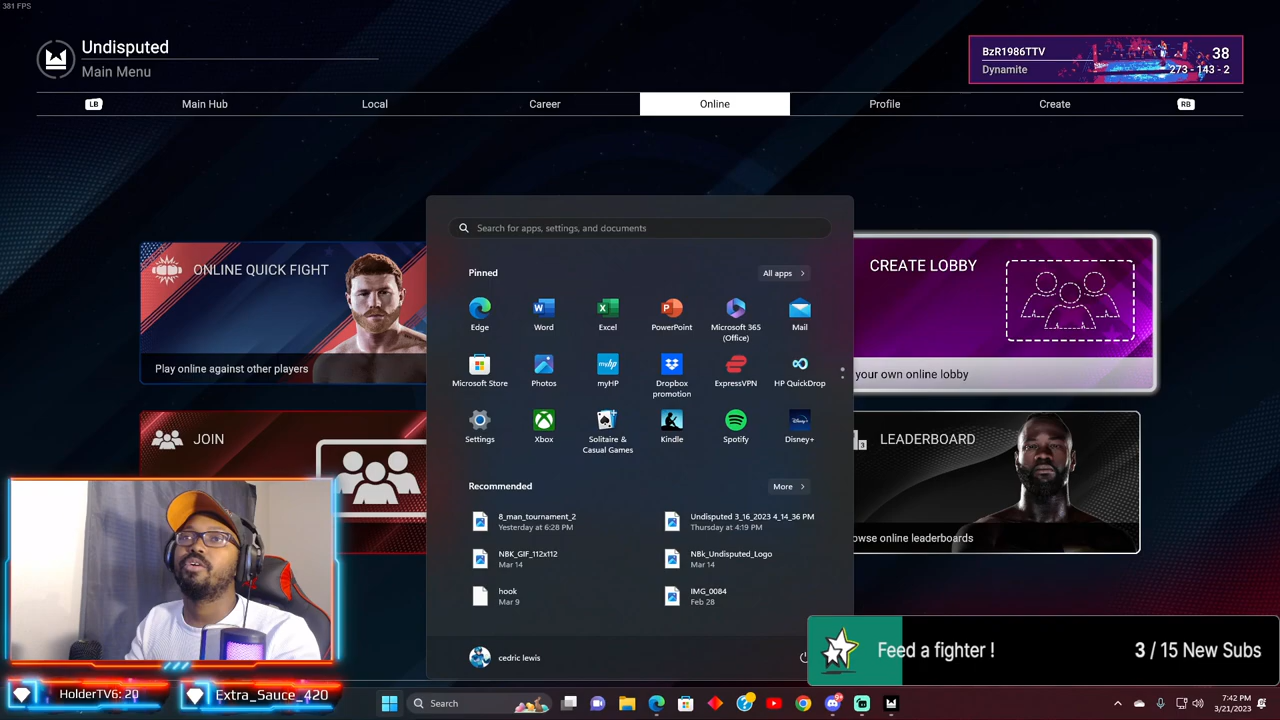 381 FPS
Undisputed
Main Menu
BzR1986TTV
38
Dynamite
273 - 143 - 2
LB
Main Hub
Local
Career
Online
Profile
Create
RB
ONLINE QUICK FIGHT
Play online against other players
CREATE LOBBY
your own online lobby
JOIN
3
LEADERBOARD
owse online leaderboards
Search for apps, settings, and documents
Pinned
All apps
Edge
Word
Excel
PowerPoint
Microsoft 365
(Office)
Mail
Microsoft Store
Photos
myHP
Dropbox
promotion
ExpressVPN
HP QuickDrop
Settings
Xbox
Solitaire &
Casual Games
Kindle
Spotify
Disney+
Recommended
More
8_man_tournament_2
Yesterday at 6:28 PM
Undisputed 3_16_2023 4_14_36 PM
Thursday at 4:19 PM
NBK_GIF_112x112
Mar 14
NBk_Undisputed_Logo
Mar 14
hook
Mar 9
IMG_0084
Feb 28
cedric lewis
Feed a fighter !
3 / 15 New Subs
HolderTV6: 20
Extra_Sauce_420
Search
7:42 PM
3/21/2023